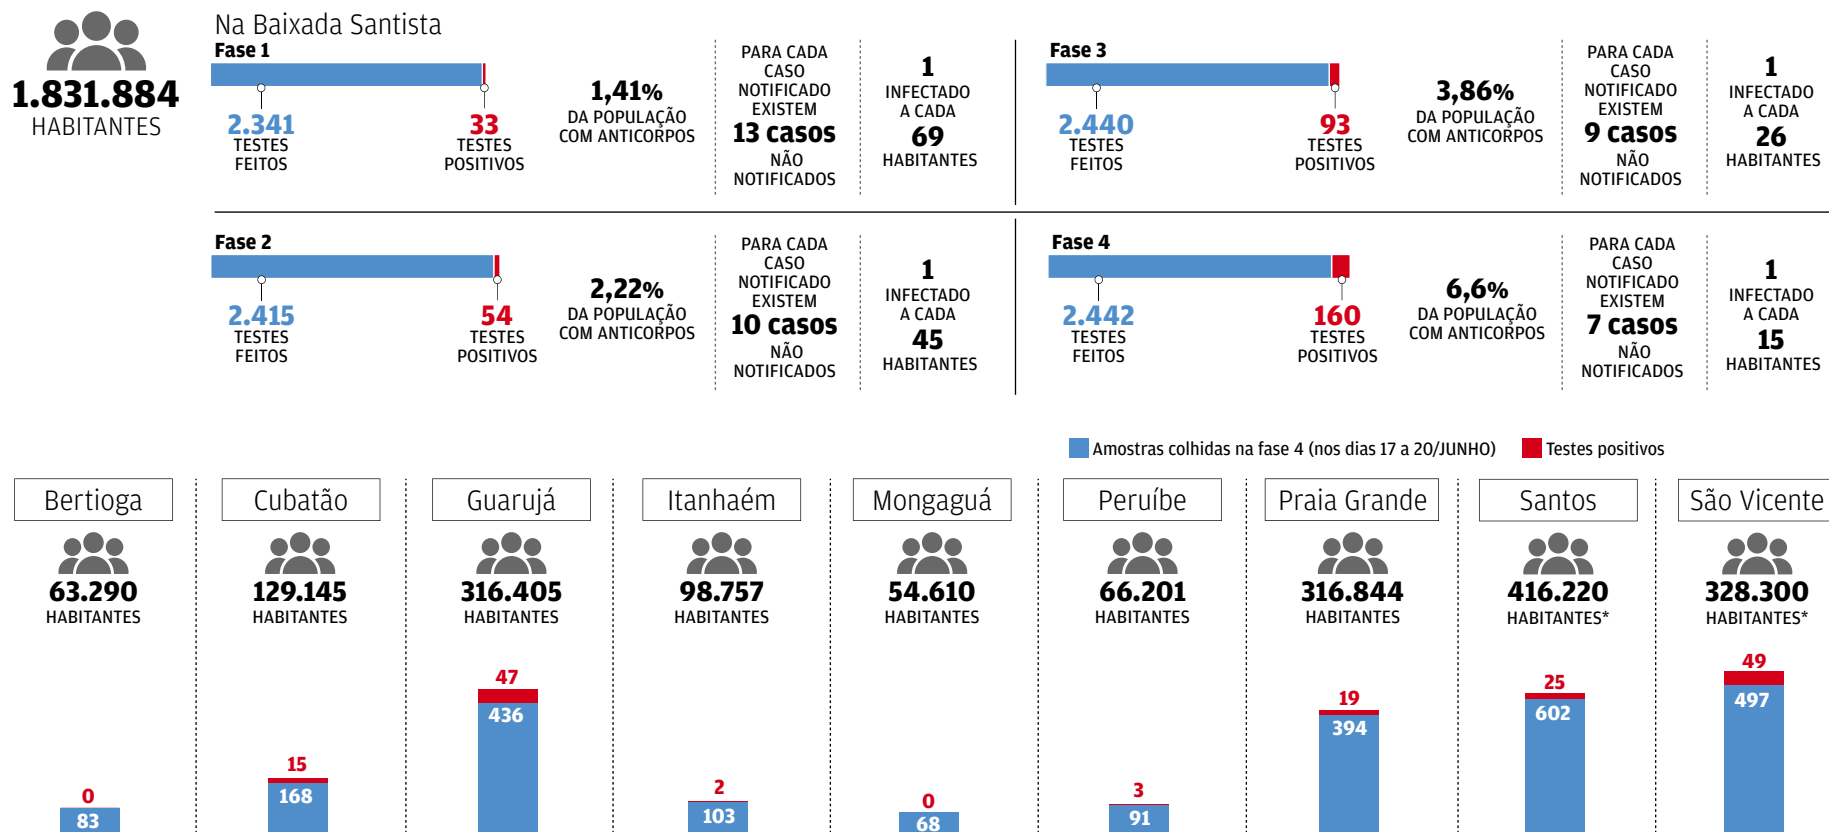 1.831.884
HABITANTES
Na Baixada Santista
Fase 1
2.341
TESTES
FEITOS
33
TESTES
POSITIVOS
1,41%
DA POPULAÇÃO
COM ANTICORPOS
PARA CADA
CASO
NOTIFICADO
EXISTEM
13 casos
NÃO
NOTIFICADOS
1
INFECTADO
A CADA
69
HABITANTES
Fase 3
2.440
TESTES
FEITOS
93
TESTES
POSITIVOS
3,86%
DA POPULAÇÃO
COM ANTICORPOS
PARA CADA
CASO
NOTIFICADO
EXISTEM
9 casos
NÃO
NOTIFICADOS
1
INFECTADO
A CADA
26
HABITANTES
Fase 2
2.415
TESTES
FEITOS
54
TESTES
POSITIVOS
2,22%
DA POPULAÇÃO
COM ANTICORPOS
PARA CADA
CASO
NOTIFICADO
EXISTEM
10 casos
NÃO
NOTIFICADOS
1
INFECTADO
A CADA
45
HABITANTES
Fase 4
2.442
TESTES
FEITOS
160
TESTES
POSITIVOS
6,6%
DA POPULAÇÃO
COM ANTICORPOS
PARA CADA
CASO
NOTIFICADO
EXISTEM
7 casos
NÃO
NOTIFICADOS
1
INFECTADO
A CADA
15
HABITANTES
Amostras colhidas na fase 4 (nos dias 17 a 20/JUNHO)
Testes positivos
Bertioga
63.290
HABITANTES
0
83
Cubatão
129.145
HABITANTES
15
168
Guarujá
316.405
HABITANTES
47
436
Itanhaém
98.757
HABITANTES
2
103
Mongaguá
54.610
HABITANTES
0
68
Peruíbe
66.201
HABITANTES
3
91
Praia Grande
316.844
HABITANTES
19
394
Santos
416.220
HABITANTES*
25
602
São Vicente
328.300
HABITANTES*
49
497